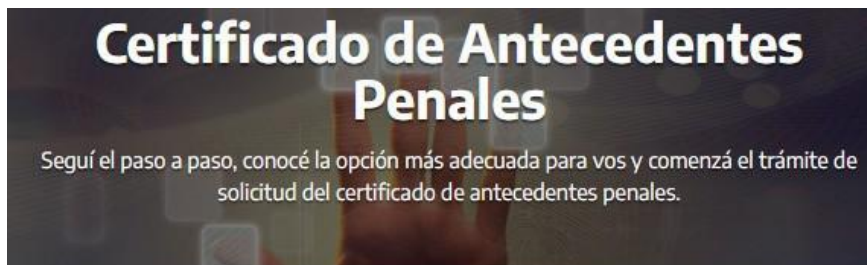 Certificado de Antecedentes
Penales
Seguí el paso a paso, conocé la opción más adecuada para vos y comenzá el trámite de
solicitud del certificado de antecedentes penales.